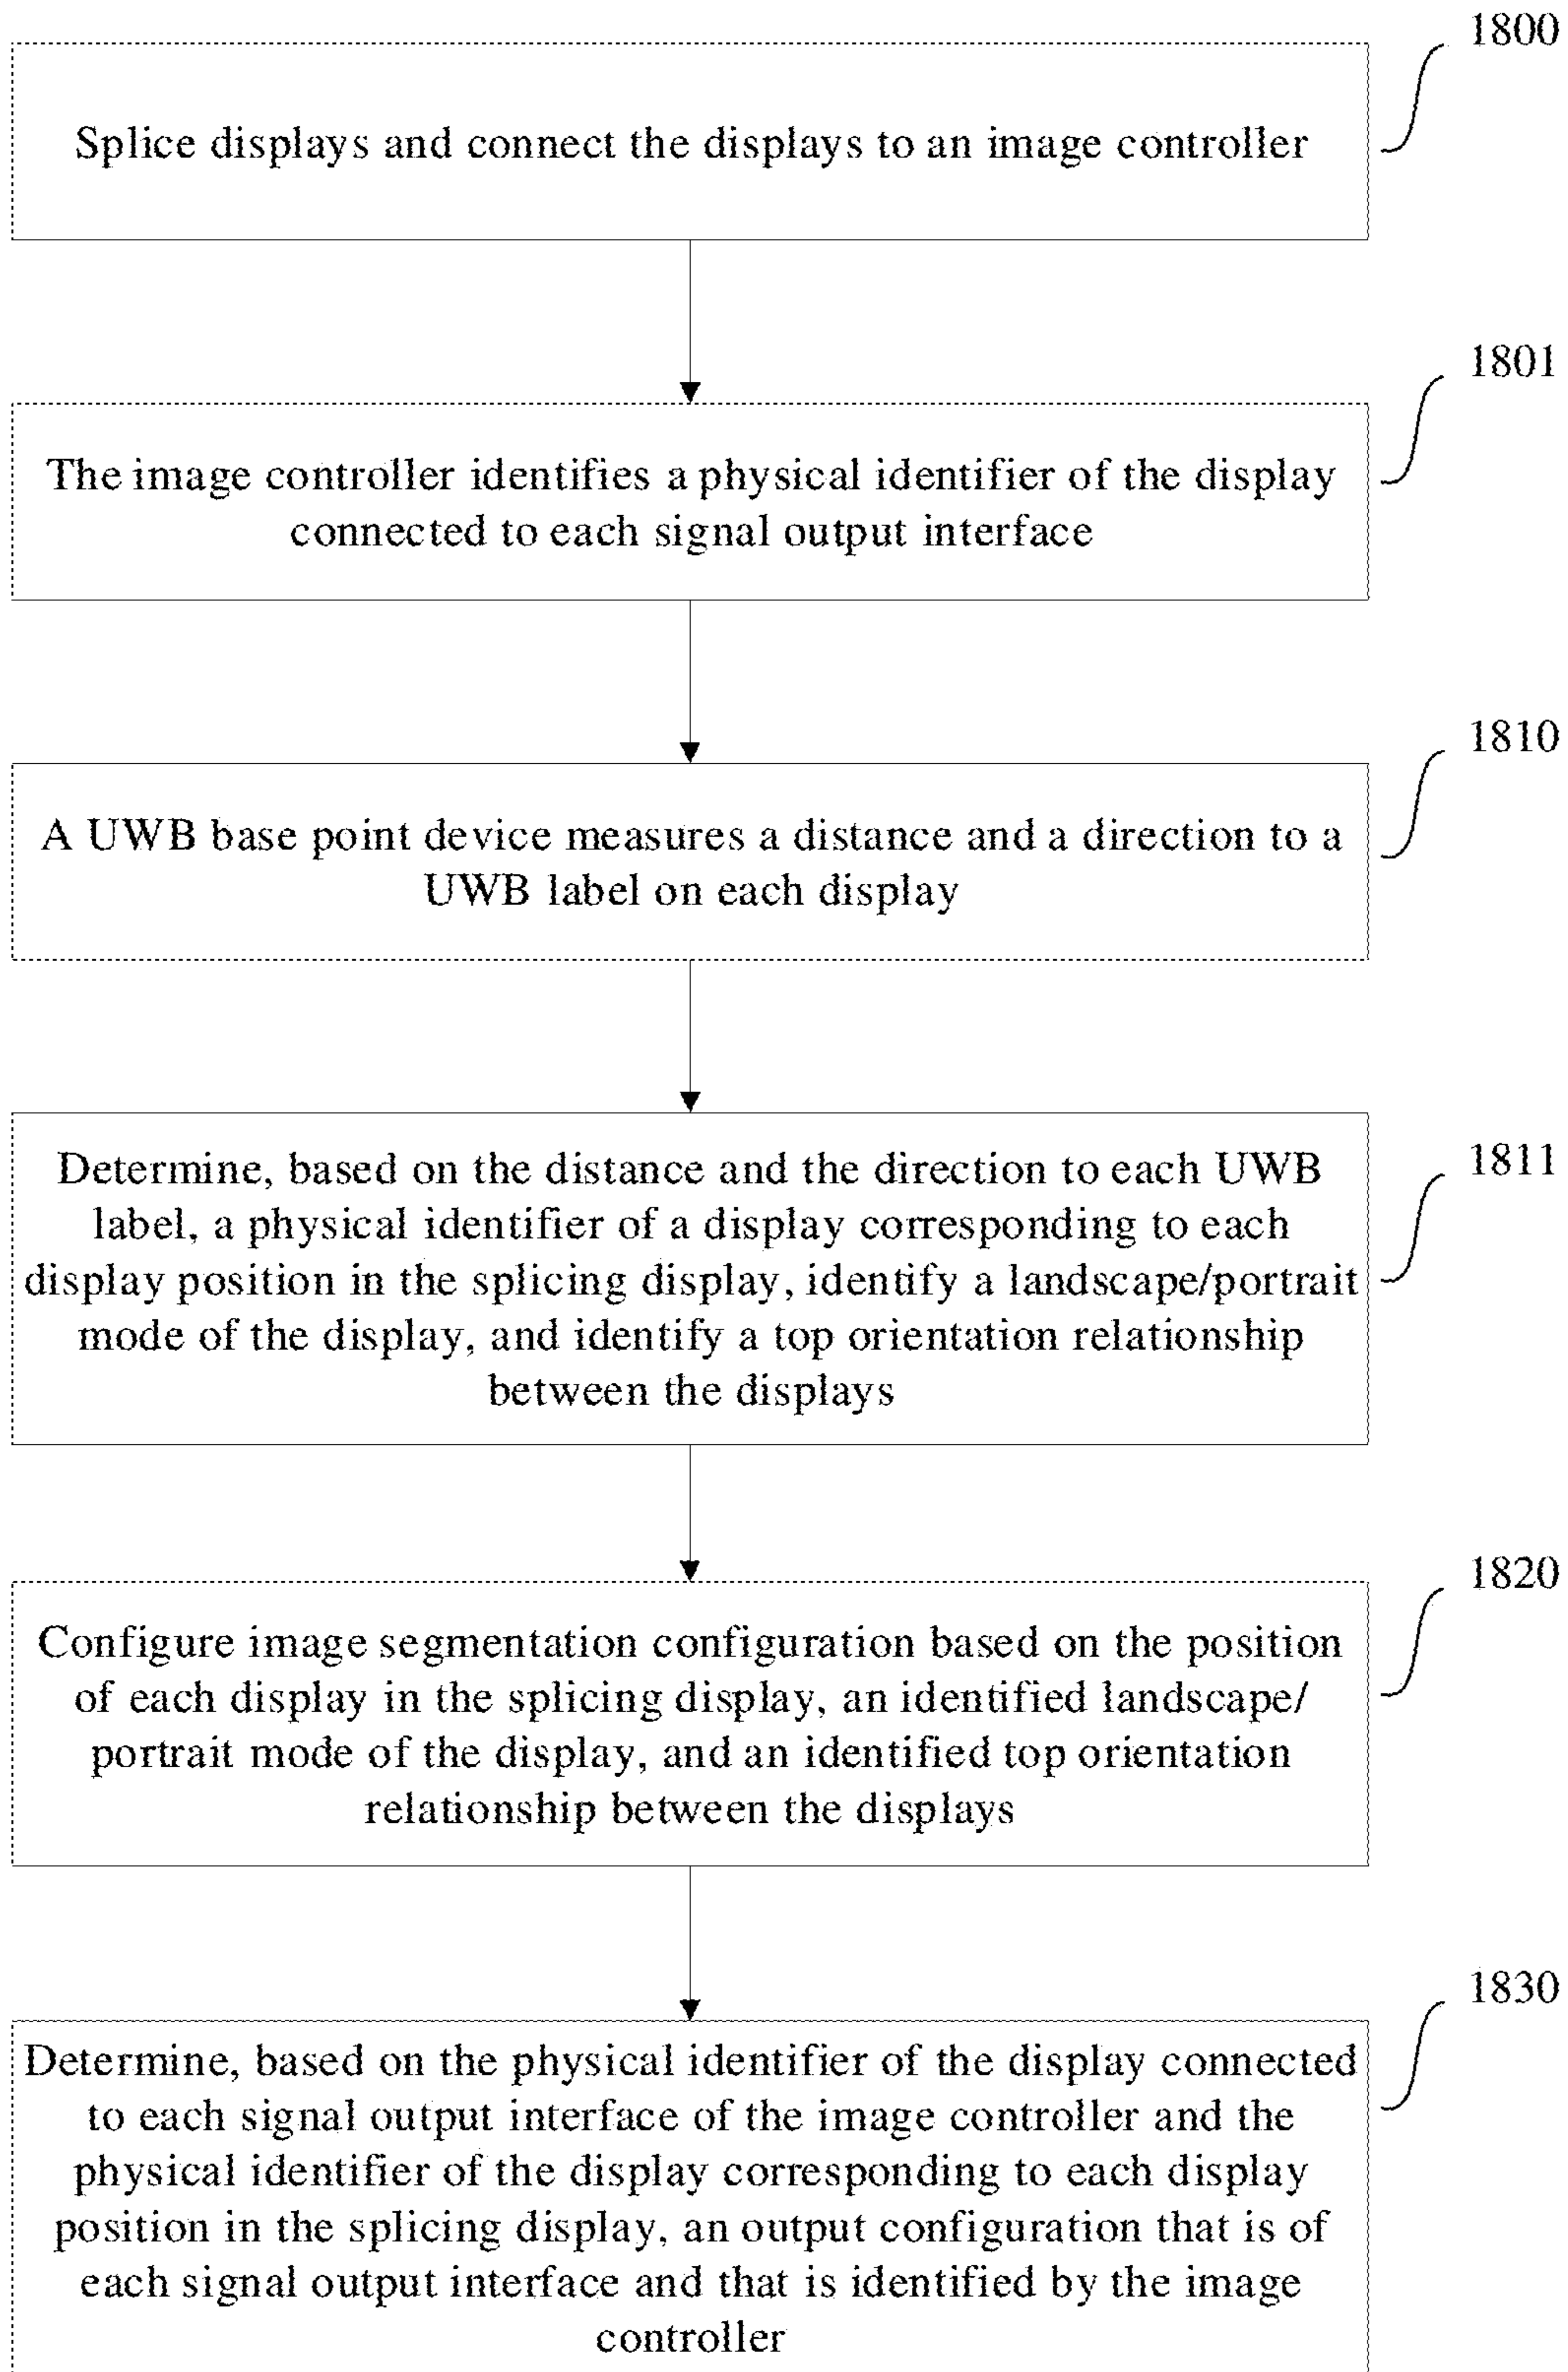 1800
Splice displays and connect the displays to an image controller
1801
The image controller identifies a physical identifier of the display
connected to each signal output interface
1810
A UWB base point device measures a distance and a direction to a
UWB label on each display
1811
Determine, based on the distance and the direction to each UWB
label, a physical identifier of a display corresponding to each
display position in the splicing display, identify a landscape/portrait
mode of the display, and identify a top orientation relationship
between the displays
1820
Configure image segmentation configuration based on the position
of each display in the splicing display, an identified landscape/
portrait mode of the display, and an identified top orientation
relationship between the displays
1830
Determine, based on the physical identifier of the display connected
to each signal output interface of the image controller and the
physical identifier of the display corresponding to each display
position in the splicing display, an output configuration that is of
each signal output interface and that is identified by the image
controller